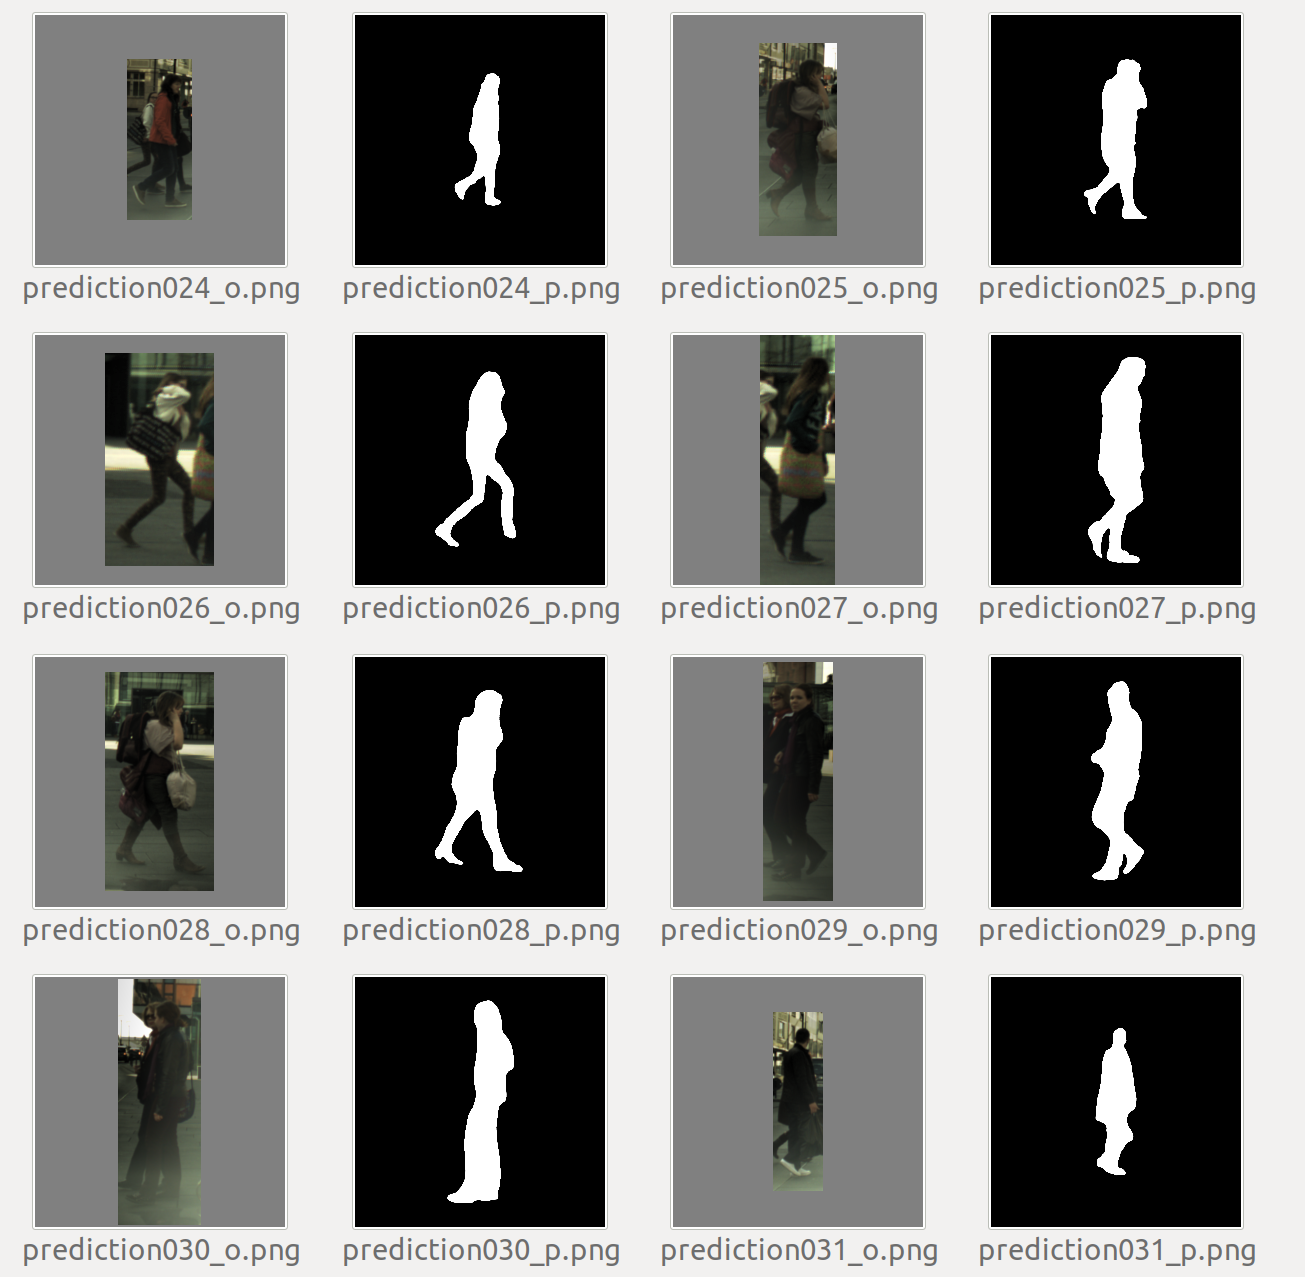 prediction024_o.png prediction024_p.png prediction025_o.png prediction025_p.png
prediction026_o.png prediction026_p.png prediction027_o.png prediction027_p.png
prediction028_o.png prediction028_p.png prediction029_o.png prediction029_p.png
prediction030_o.png prediction030_p.png prediction031_o.png prediction031_p.png